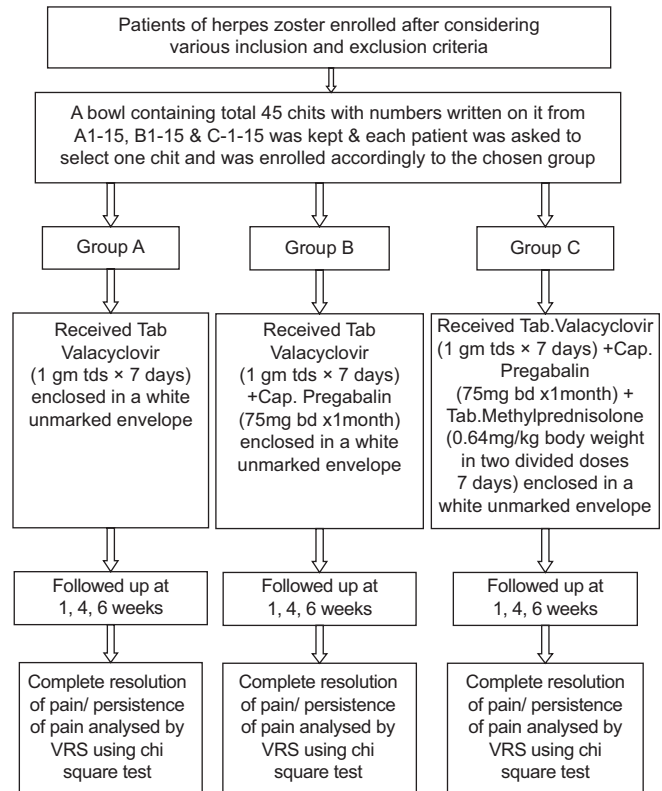 Patients of herpes zoster enrolled after considering
various inclusion and exclusion criteria
A bowl containing total 45 chits with numbers written on it from
A1-15, B1-15 & C-1-15 was kept & each patient was asked to
select one chit and was enrolled accordingly to the chosen group
Group A
Group B
Group C
Received Tab
Valacyclovir
(1 gm tds × 7 days)
enclosed in a white
unmarked envelope
Received Tab
Valacyclovir
(1 gm tds × 7 days)
+Cap. Pregabalin
(75mg bd x1month)
enclosed in a white
unmarked envelope
Received Tab.Valacyclovir
(1 gm tds × 7 days) +Cap.
Pregabalin
(75mg bd x1month) +
Tab.Methylprednisolone
(0.64mg/kg body weight
in two divided doses
7 days) enclosed in a
white unmarked envelope
Followed up at
1, 4, 6 weeks
Followed up at
1, 4, 6 weeks
Followed up at
1, 4, 6 weeks
Complete resolution
of pain/ persistence
of pain analysed by
VRS using chi
square test
Complete resolution
of pain/ persistence
of pain analysed by
VRS using chi
square test
Complete resolution
of pain/ persistence
of pain analysed by
VRS using chi
square test